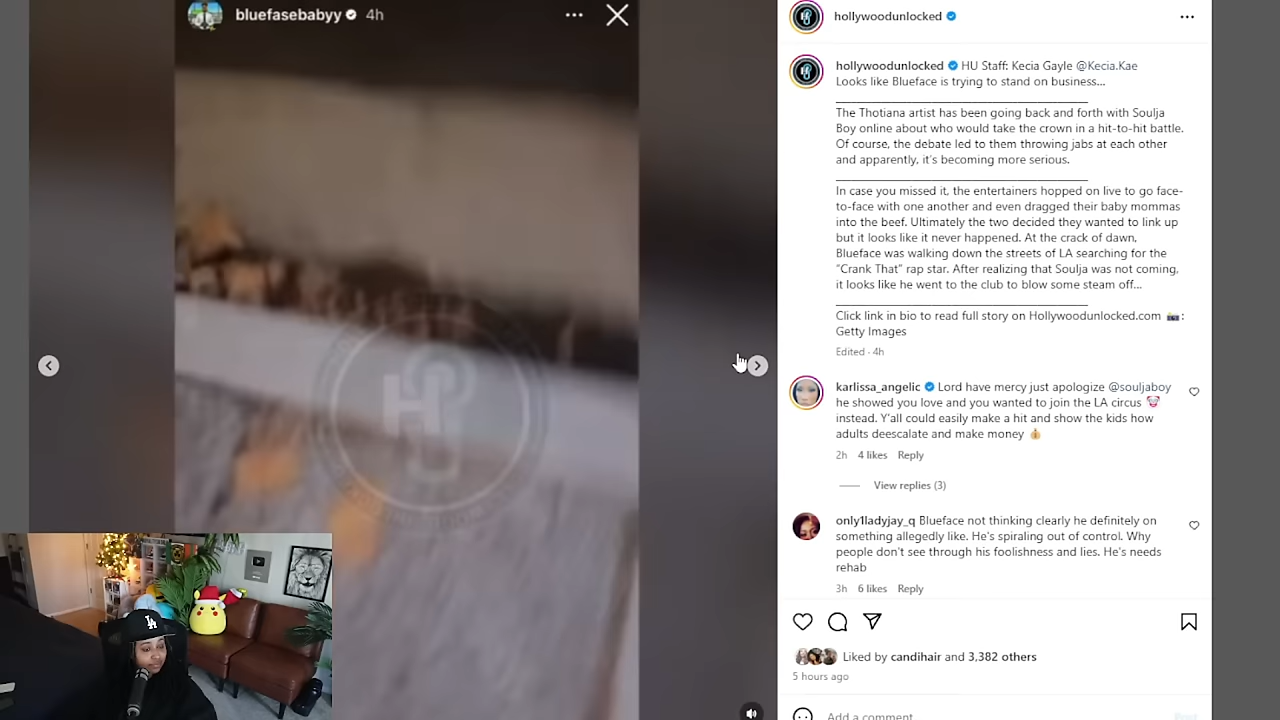 bluefasebabyy 4h
hollywoodunlocked
hollywoodunlocked HU Staff: Kecia Gayle @Kecia.Kae
Looks like Blueface is trying to stand on business...
The Thotiana artist has been going back and forth with Soulja
Boy online about who would take the crown in a hit-to-hit battle.
Of course, the debate led to them throwing jabs at each other
and apparently, it's becoming more serious.
In case you missed it, the entertainers hopped on live to go face-
to-face with one another and even dragged their baby mommas
into the beef. Ultimately the two decided they wanted to link up
but it looks like it never happened. At the crack of dawn,
Blueface was walking down the streets of LA searching for the
“Crank That” rap star. After realizing that Soulja was not coming,
it looks like he went to the club to blow some steam off...
Click link in bio to read full story on Hollywoodunlocked.com 📸:
Getty Images
Edited · 4h
karlissa_angelic Lord have mercy just apologize @souljaboy
he showed you love and you wanted to join the LA circus 🤡
instead. Y'all could easily make a hit and show the kids how
adults deescalate and make money 💰
2h 4 likes Reply
View replies (3)
only1ladyjay_q Blueface not thinking clearly he definitely on
something allegedly like. He's spiraling out of control. Why
people don't see through his foolishness and lies. He's needs
rehab
3h 6 likes Reply
Liked by candihair and 3,382 others
5 hours ago
Add a comment...
LA